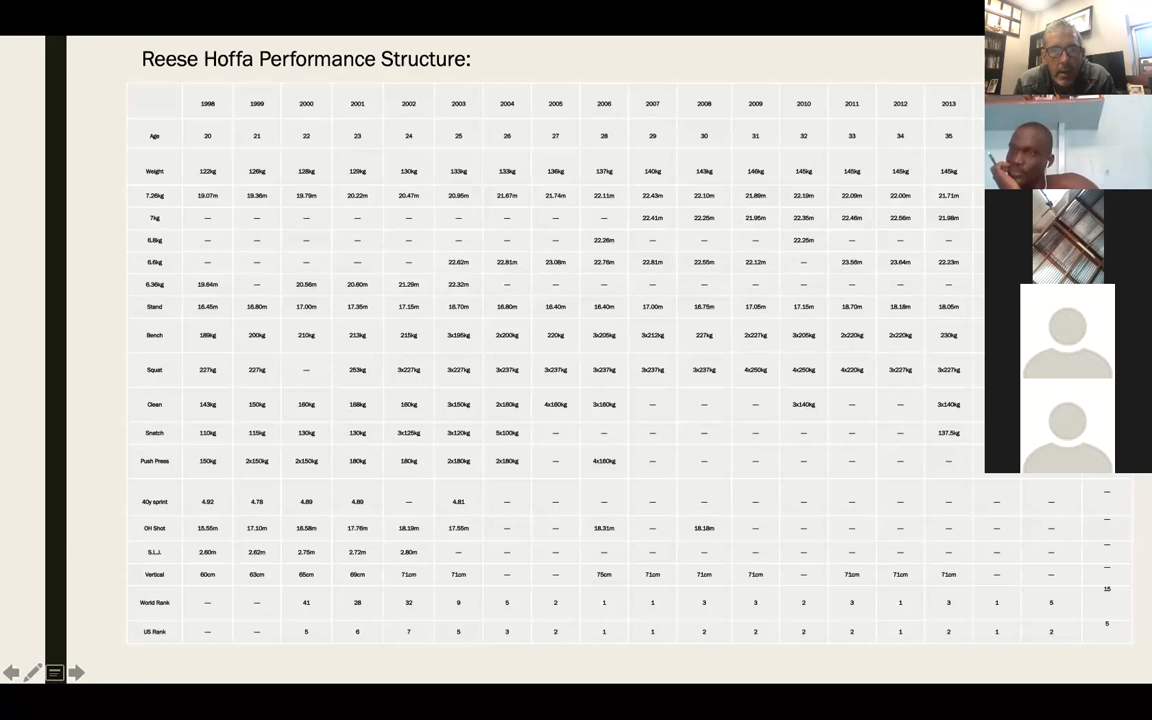 Reese Hoffa Performance Structure:
1998 1999 2000 2001 2002 2003 2004 2005 2006 2007 2008 2009 2010 2011 2012 2013
Age 20 21 22 23 24 25 26 27 28 29 30 31 32 33 34 35
Weight 122kg 126kg 128kg 129kg 130kg 133kg 133kg 136kg 137kg 140kg 143kg 146kg 145kg 145kg 145kg 145kg
7.26kg 19.07m 19.36m 19.79m 20.22m 20.47m 20.95m 21.67m 21.74m 22.11m 22.43m 22.10m 21.89m 22.16m 22.09m 22.00m 21.71m
7kg — — — — — — — — — 22.41m 22.25m 21.95m 22.35m 22.46m 22.56m 21.98m
6.8kg — — — — — — — — 22.26m — — — 22.25m — — —
6.6kg — — — — — 22.62m 22.81m 23.08m 22.76m 22.81m 22.55m 22.12m — 23.56m 23.64m 22.23m
6.36kg 19.64m — 20.56m 20.60m 21.29m 22.32m — — — — — — — — — —
Stand 16.45m 16.80m 17.00m 17.35m 17.15m 16.70m 16.80m 16.40m 16.40m 17.00m 16.75m 17.05m 17.15m 18.70m 18.18m 18.05m
Bench 189kg 200kg 210kg 213kg 215kg 3x195kg 2x200kg 220kg 3x205kg 3x212kg 227kg 2x227kg 3x205kg 2x220kg 2x220kg 230kg
Squat 227kg 227kg — 253kg 3x227kg 3x227kg 3x237kg 3x237kg 3x237kg 3x237kg 3x237kg 4x250kg 4x250kg 4x220kg 3x227kg 3x227kg
Clean 143kg 150kg 160kg 168kg 160kg 3x150kg 2x160kg 4x160kg 3x160kg — — — 3x140kg — — 3x140kg
Snatch 110kg 115kg 130kg 130kg 3x125kg 3x120kg 5x100kg — — — — — — — — 137.5kg
Push Press 150kg 2x150kg 2x150kg 180kg 180kg 2x180kg 2x180kg — 4x160kg — — — — — — —
40y sprint 4.92 4.78 4.89 4.89 — 4.81 — — — — — — — — — — — — —
OH Shot 15.55m 17.10m 16.58m 17.76m 18.19m 17.55m — — 18.31m — 18.18m — — — — — — — —
S.L.J. 2.60m 2.62m 2.75m 2.72m 2.80m — — — — — — — — — — — — — —
Vertical 60cm 63cm 65cm 69cm 71cm 71cm — — 75cm 71cm 71cm 71cm — 71cm 71cm 71cm — — —
World Rank — — 41 28 32 9 5 2 1 1 3 3 2 3 1 3 1 5 15
US Rank — — 5 6 7 5 3 2 1 1 2 2 2 2 1 2 1 2 5